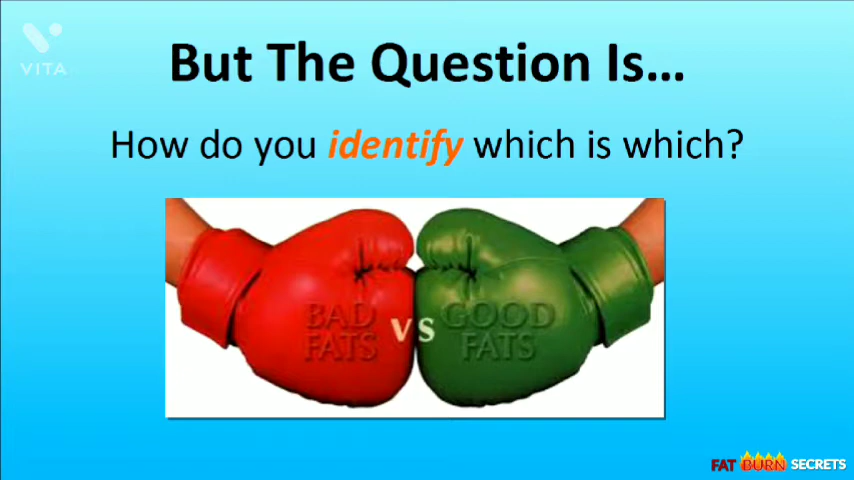 VITA
But The Question Is...
How do you identify which is which?
BAD FATS
VS
GOOD FATS
FAT BURN SECRETS